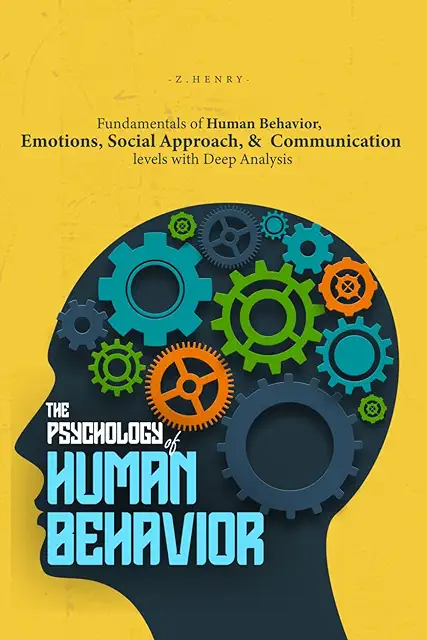 -Z.HENRY-
Fundamentals of Human Behavior,
Emotions, Social Approach, & Communication
levels with Deep Analysis
THE
PSYCHOLOGY of
HUMAN
BEHAVIOR